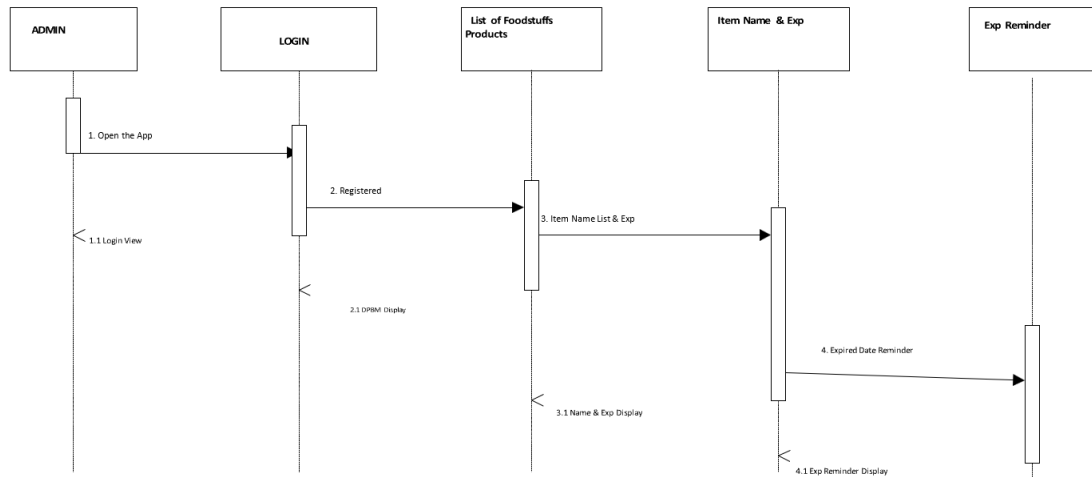 ADMIN
LOGIN
List of Foodstuffs
Products
Item Name & Exp
Exp Reminder
1. Open the App
2. Registered
3. Item Name List & Exp
1.1 Login View
2.1 DPBM Display
4. Expired Date Reminder
3.1 Name & Exp Display
4.1 Exp Reminder Display